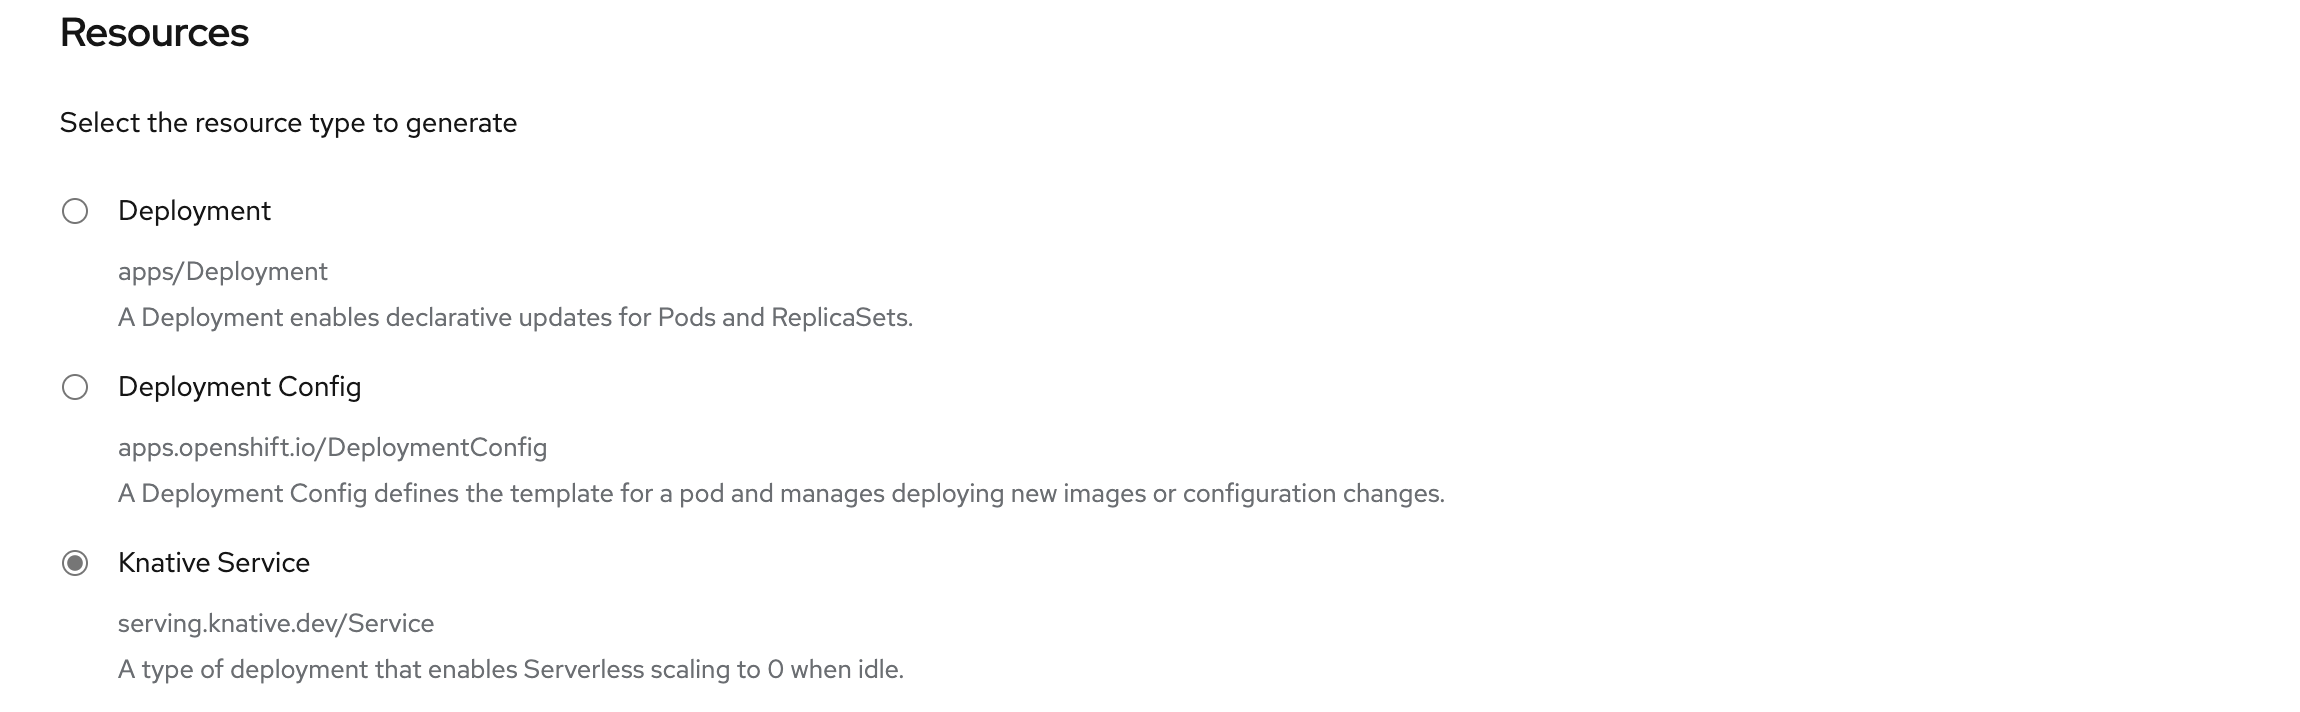 Resources
Select the resource type to generate
Deployment
apps/Deployment
A Deployment enables declarative updates for Pods and ReplicaSets.
Deployment Config
apps.openshift.io/DeploymentConfig
A Deployment Config defines the template for a pod and manages deploying new images or configuration changes.
Knative Service
serving.knative.dev/Service
A type of deployment that enables Serverless scaling to 0 when idle.